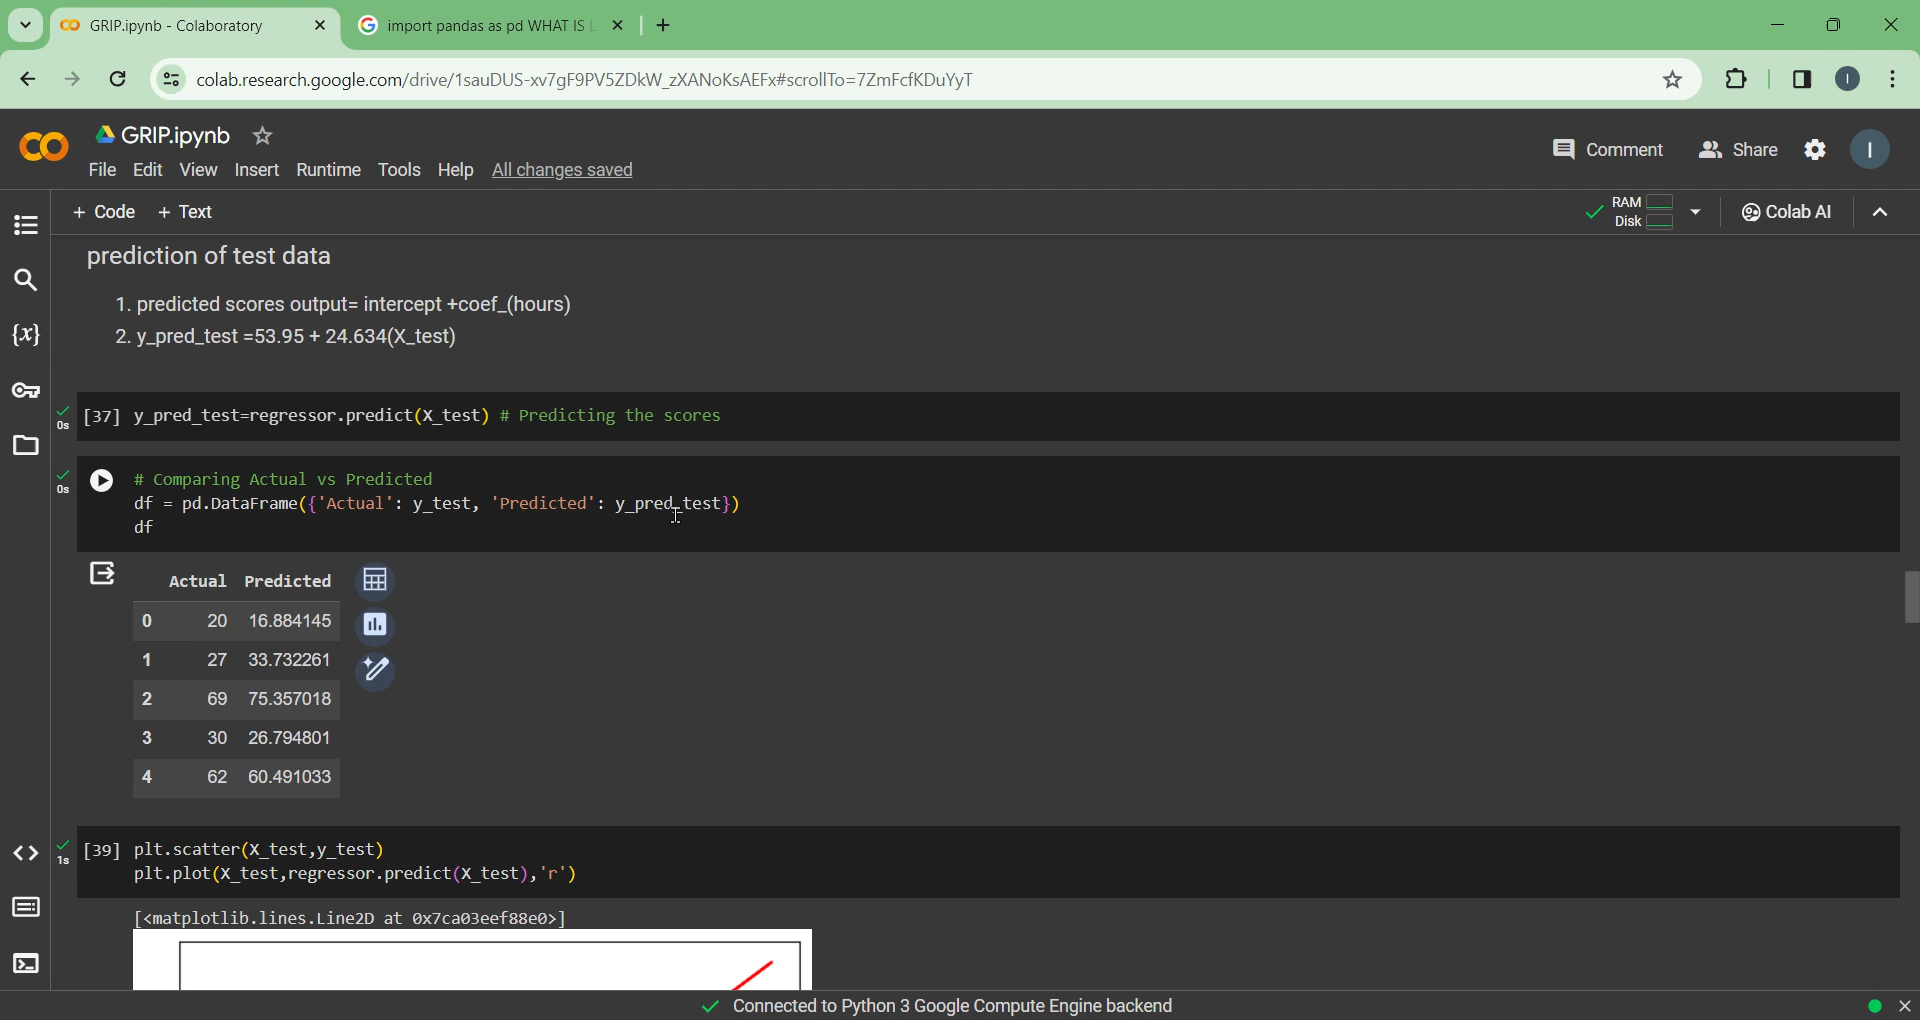 GRIP.ipynb - Colaboratory
import pandas as pd WHAT IS
colab.research.google.com/drive/1sauDUS-xv7gF9PV5ZDkW_zXANoKsAEFx#scrollTo=7ZmFcfKDuYyT
I
GRIP.ipynb
Comment
Share
I
File Edit View Insert Runtime Tools Help All changes saved
+ Code + Text
RAM
Disk
Colab AI
prediction of test data
{x}
1. predicted scores output= intercept +coef_(hours)
2. y_pred_test =53.95 + 24.634(X_test)
0s
[37] y_pred_test=regressor.predict(X_test) # Predicting the scores
0s
# Comparing Actual vs Predicted
df = pd.DataFrame({'Actual': y_test, 'Predicted': y_pred_test})
df
Actual Predicted
0 20 16.884145
1 27 33.732261
2 69 75.357018
3 30 26.794801
4 62 60.491033
1s
[39] plt.scatter(X_test,y_test)
plt.plot(X_test,regressor.predict(X_test),'r')
[<matplotlib.lines.Line2D at 0x7ca03eef88e0>]
Connected to Python 3 Google Compute Engine backend